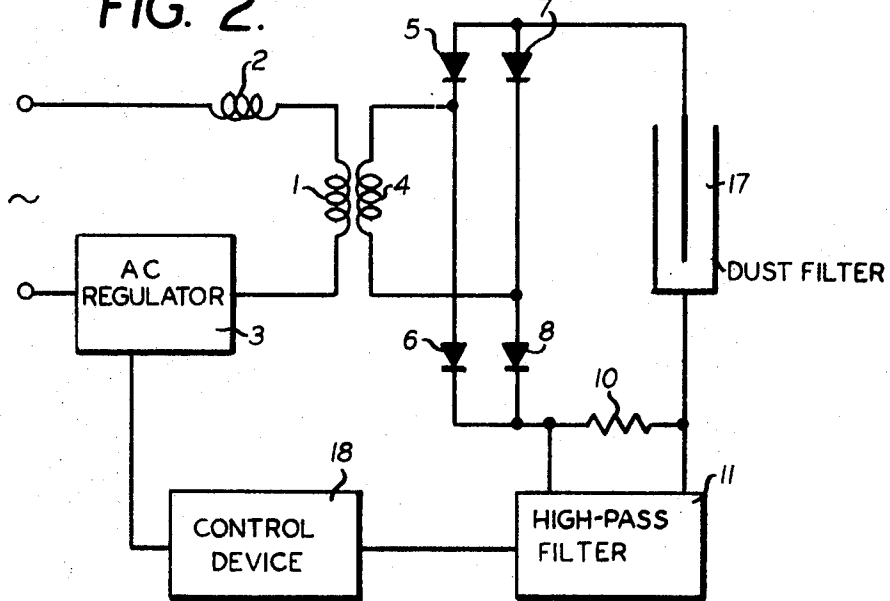 FIG. 2.
5
7
2
~
1
4
17
AC
REGULATOR
3
DUST FILTER
6
8
10
18
11
CONTROL
DEVICE
HIGH-PASS
FILTER